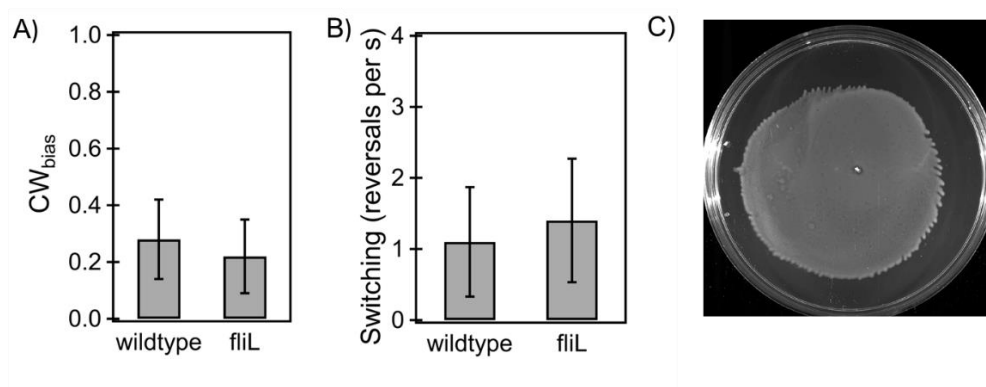 A)
CWbias
1.0
0.8
0.6
0.4
0.2
0.0
wildtype fliL
B)
Switching (reversals per s)
4
3
2
1
0
wildtype fliL
C)